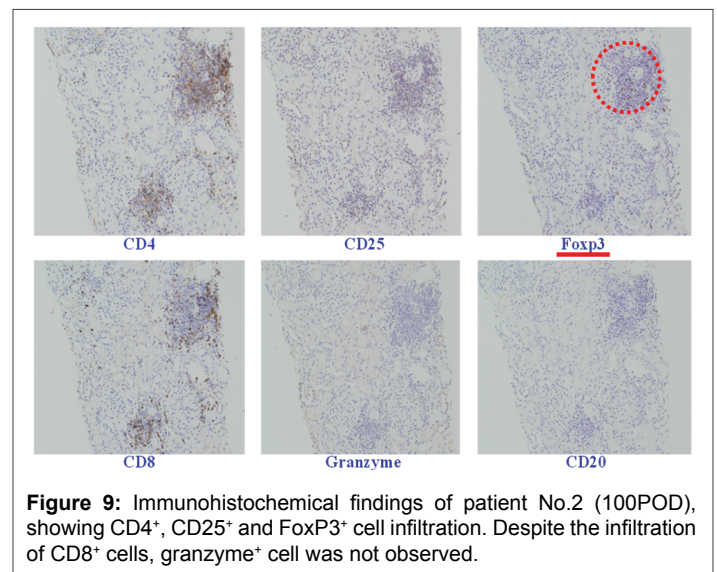 CD4 CD25 Foxp3
CD8 Granzyme CD20
Figure 9: Immunohistochemical findings of patient No.2 (100POD),
showing CD4⁺, CD25⁺ and FoxP3⁺ cell infiltration. Despite the infiltration
of CD8⁺ cells, granzyme⁺ cell was not observed.